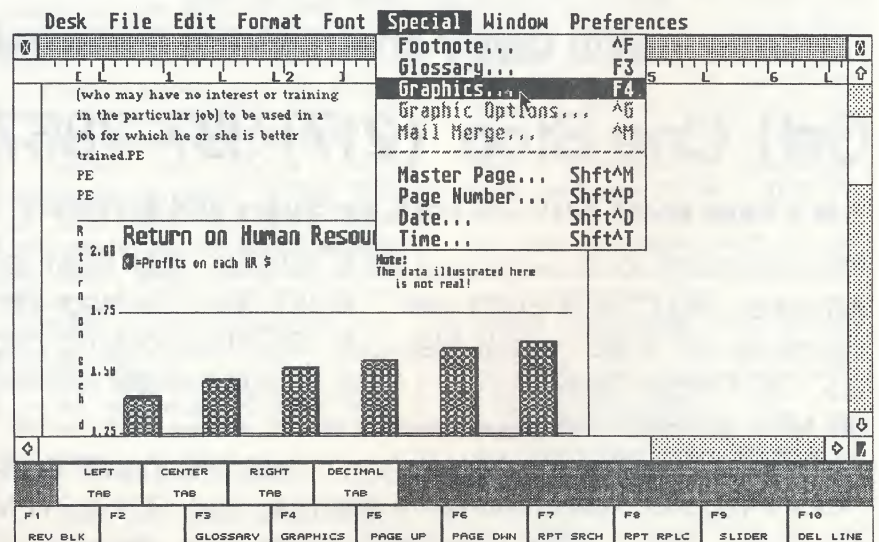 Desk File Edit Format Font Special Window Preferences
Footnote... ^F
Glossary... F3
Graphics... F4
Graphic Options... ^G
Mail Merge... ^M
Master Page... Shft^M
Page Number... Shft^P
Date... Shft^D
Time... Shft^T
1 2 3 5 6
(who may have no interest or training
in the particular job) to be used in a
job for which he or she is better
trained.PE
PE
PE
Return on Human Resou
=Profits on each HR $
Note:
The data illustrated here
is not real!
Return on each d
2.00
1.75
1.50
1.25
LEFT TAB
CENTER TAB
RIGHT TAB
DECIMAL TAB
F1 REV BLK
F2
F3 GLOSSARY
F4 GRAPHICS
F5 PAGE UP
F6 PAGE DWN
F7 RPT SRCH
F8 RPT RPLC
F9 SLIDER
F10 DEL LINE